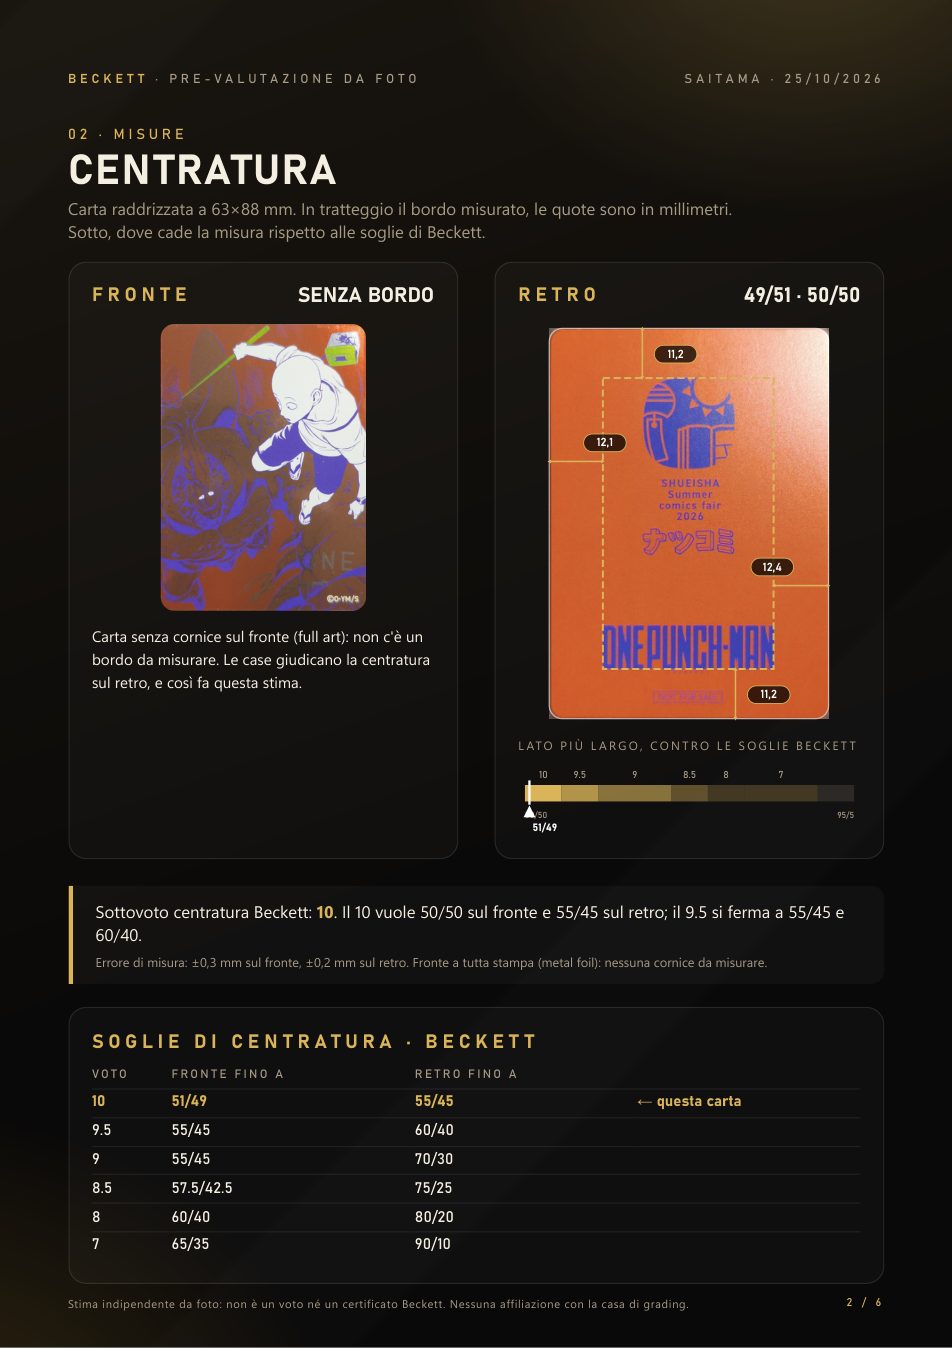 BECKETT · PRE-VALUTAZIONE DA FOTO
SAITAMA · 25/10/2026
02 · MISURE
CENTRATURA
Carta raddrizzata a 63×88 mm. In tratteggio il bordo misurato, le quote sono in millimetri.
Sotto, dove cade la misura rispetto alle soglie di Beckett.
FRONTE
SENZA BORDO
©O·YM/S
Carta senza cornice sul fronte (full art): non c'è un
bordo da misurare. Le case giudicano la centratura
sul retro, e così fa questa stima.
RETRO
49/51 · 50/50
11,2
12,1
SHUEISHA
Summer
comics fair
2026
ナツコミ
12,4
ONE PUNCH-MAN
11,2
NOT FOR SALE
LATO PIÙ LARGO, CONTRO LE SOGLIE BECKETT
10 9.5 9 8.5 8 7
/50
95/5
51/49
Sottovoto centratura Beckett: 10. Il 10 vuole 50/50 sul fronte e 55/45 sul retro; il 9.5 si ferma a 55/45 e
60/40.
Errore di misura: ±0,3 mm sul fronte, ±0,2 mm sul retro. Fronte a tutta stampa (metal foil): nessuna cornice da misurare.
SOGLIE DI CENTRATURA · BECKETT
VOTO FRONTE FINO A RETRO FINO A
10 51/49 55/45 ← questa carta
9.5 55/45 60/40
9 55/45 70/30
8.5 57.5/42.5 75/25
8 60/40 80/20
7 65/35 90/10
Stima indipendente da foto: non è un voto né un certificato Beckett. Nessuna affiliazione con la casa di grading.
2 / 6